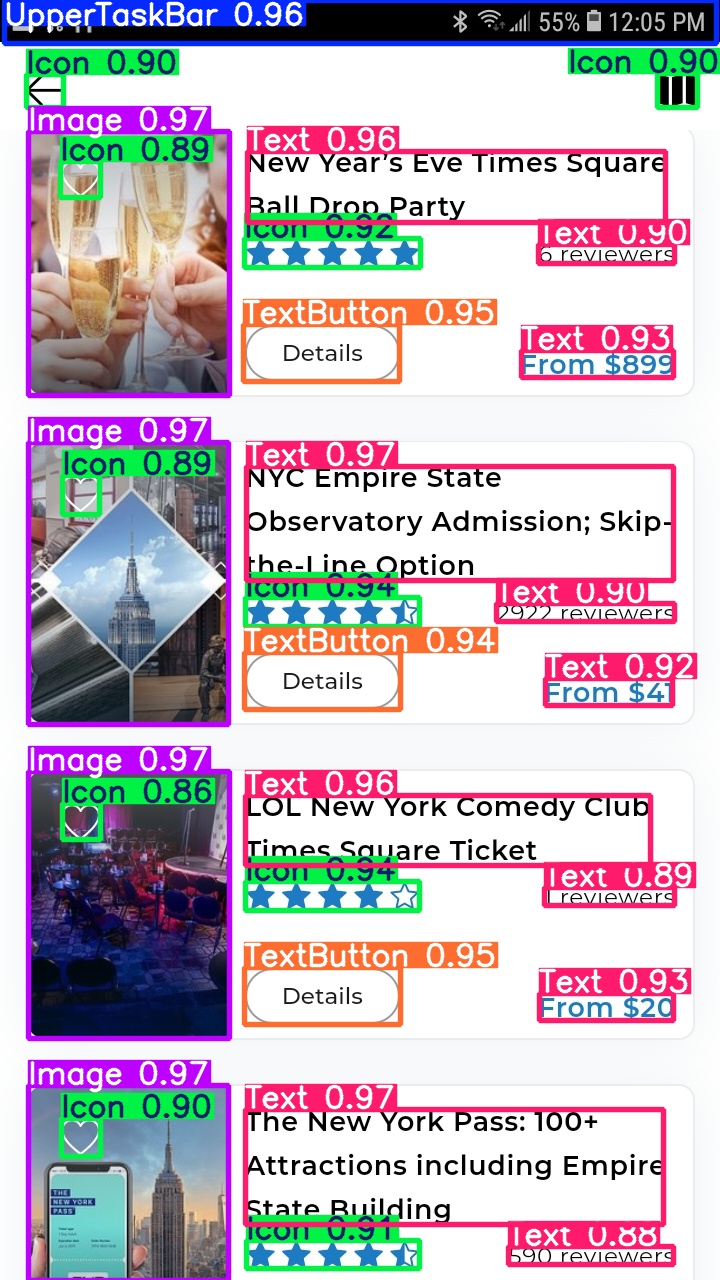 UpperTaskBar 0.96
55% 12:05 PM
Icon 0.90
Icon 0.90
Image 0.97
Icon 0.89
Text 0.96
New Year's Eve Times Square
Ball Drop Party
Icon 0.92
Text 0.90
6 reviewers
TextButton 0.95
Details
Text 0.93
From $899
Image 0.97
Icon 0.89
Text 0.97
NYC Empire State
Observatory Admission; Skip-
the-Line Option
Icon 0.94
Text 0.90
2922 reviewers
TextButton 0.94
Details
Text 0.92
From $41
Image 0.97
Icon 0.86
Text 0.96
LOL New York Comedy Club
Times Square Ticket
Icon 0.94
Text 0.89
1 reviewers
TextButton 0.95
Details
Text 0.93
From $20
Image 0.97
Icon 0.90
Text 0.97
The New York Pass: 100+
Attractions including Empire
State Building
THE
NEW YORK
PASS
Icon 0.91
Text 0.88
590 reviewers